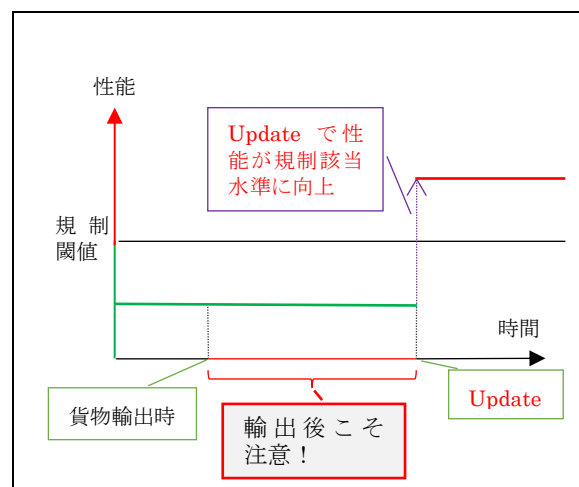 性能
Update で性
能が規制該当
水準に向上
規 制
閾値
時間
貨物輸出時
Update
輸出後こそ
注意！